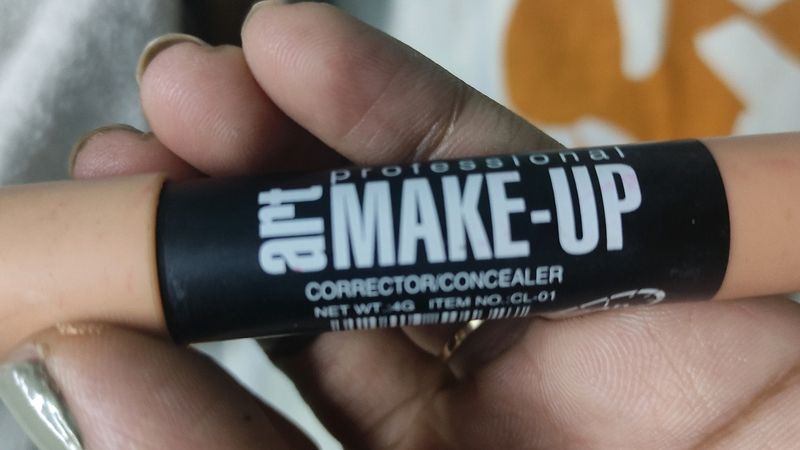 professional
art MAKE-UP
CORRECTOR/CONCEALER
NET WT. 4G ITEM NO.:CL-01